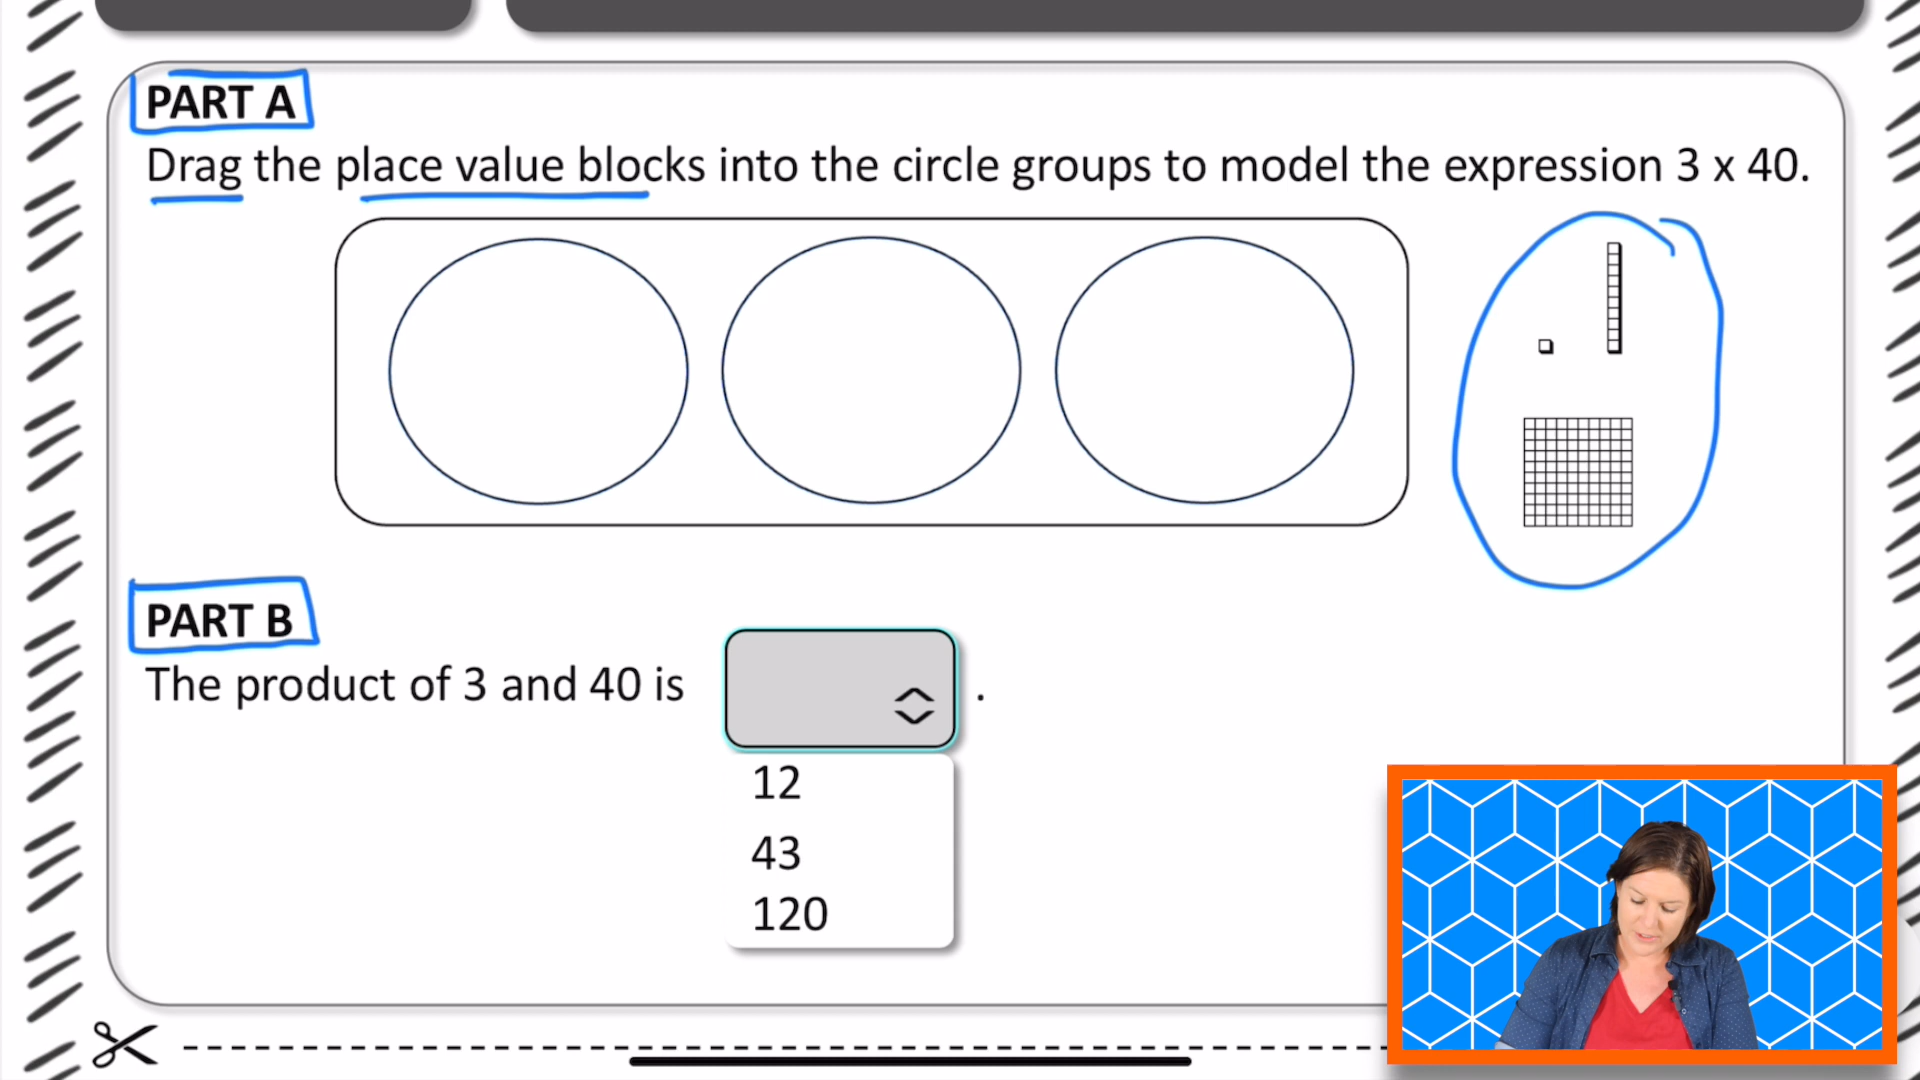 PART A
Drag the place value blocks into the circle groups to model the expression 3 x 40.
PART B
The product of 3 and 40 is .
12
43
120